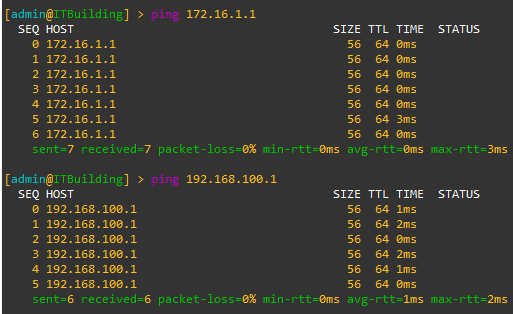 [admin@ITBuilding] > ping 172.16.1.1
SEQ HOST SIZE TTL TIME STATUS
0 172.16.1.1 56 64 0ms
1 172.16.1.1 56 64 0ms
2 172.16.1.1 56 64 0ms
3 172.16.1.1 56 64 0ms
4 172.16.1.1 56 64 0ms
5 172.16.1.1 56 64 3ms
6 172.16.1.1 56 64 0ms
sent=7 received=7 packet-loss=0% min-rtt=0ms avg-rtt=0ms max-rtt=3ms
[admin@ITBuilding] > ping 192.168.100.1
SEQ HOST SIZE TTL TIME STATUS
0 192.168.100.1 56 64 1ms
1 192.168.100.1 56 64 2ms
2 192.168.100.1 56 64 0ms
3 192.168.100.1 56 64 2ms
4 192.168.100.1 56 64 1ms
5 192.168.100.1 56 64 0ms
sent=6 received=6 packet-loss=0% min-rtt=0ms avg-rtt=1ms max-rtt=2ms